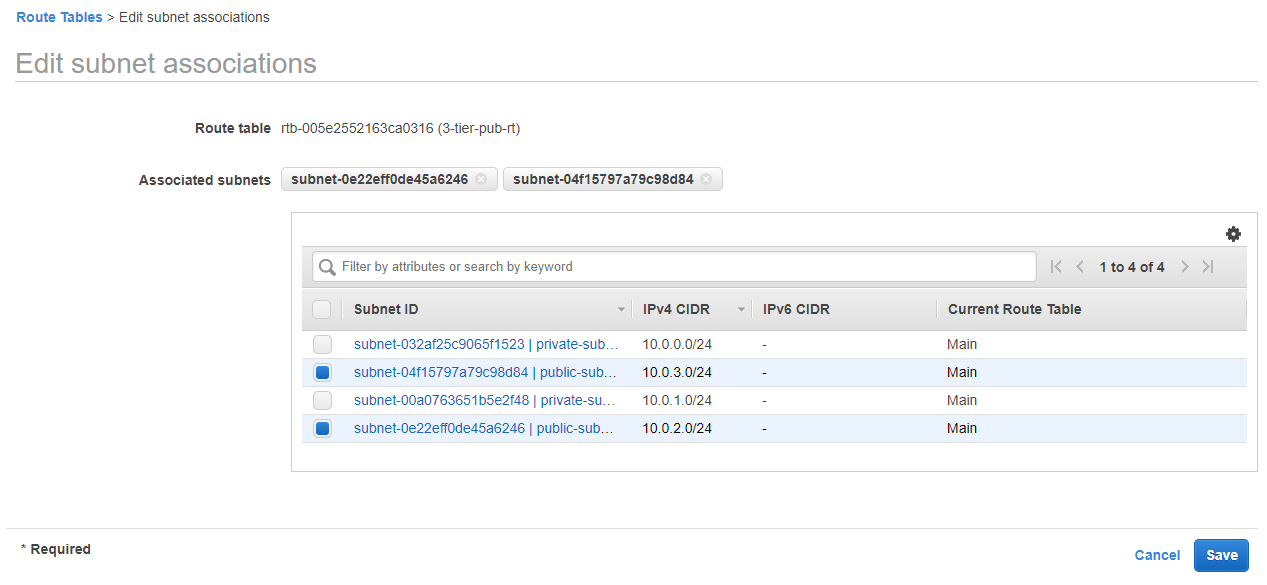 Route Tables > Edit subnet associations
Edit subnet associations
Route table rtb-005e2552163ca0316 (3-tier-pub-rt)
Associated subnets subnet-0e22eff0de45a6246 subnet-04f15797a79c98d84
Filter by attributes or search by keyword 1 to 4 of 4
Subnet ID IPv4 CIDR IPv6 CIDR Current Route Table
subnet-032af25c9065f1523 | private-sub… 10.0.0.0/24 - Main
subnet-04f15797a79c98d84 | public-sub… 10.0.3.0/24 - Main
subnet-00a0763651b5e2f48 | private-su… 10.0.1.0/24 - Main
subnet-0e22eff0de45a6246 | public-sub… 10.0.2.0/24 - Main
* Required Cancel Save